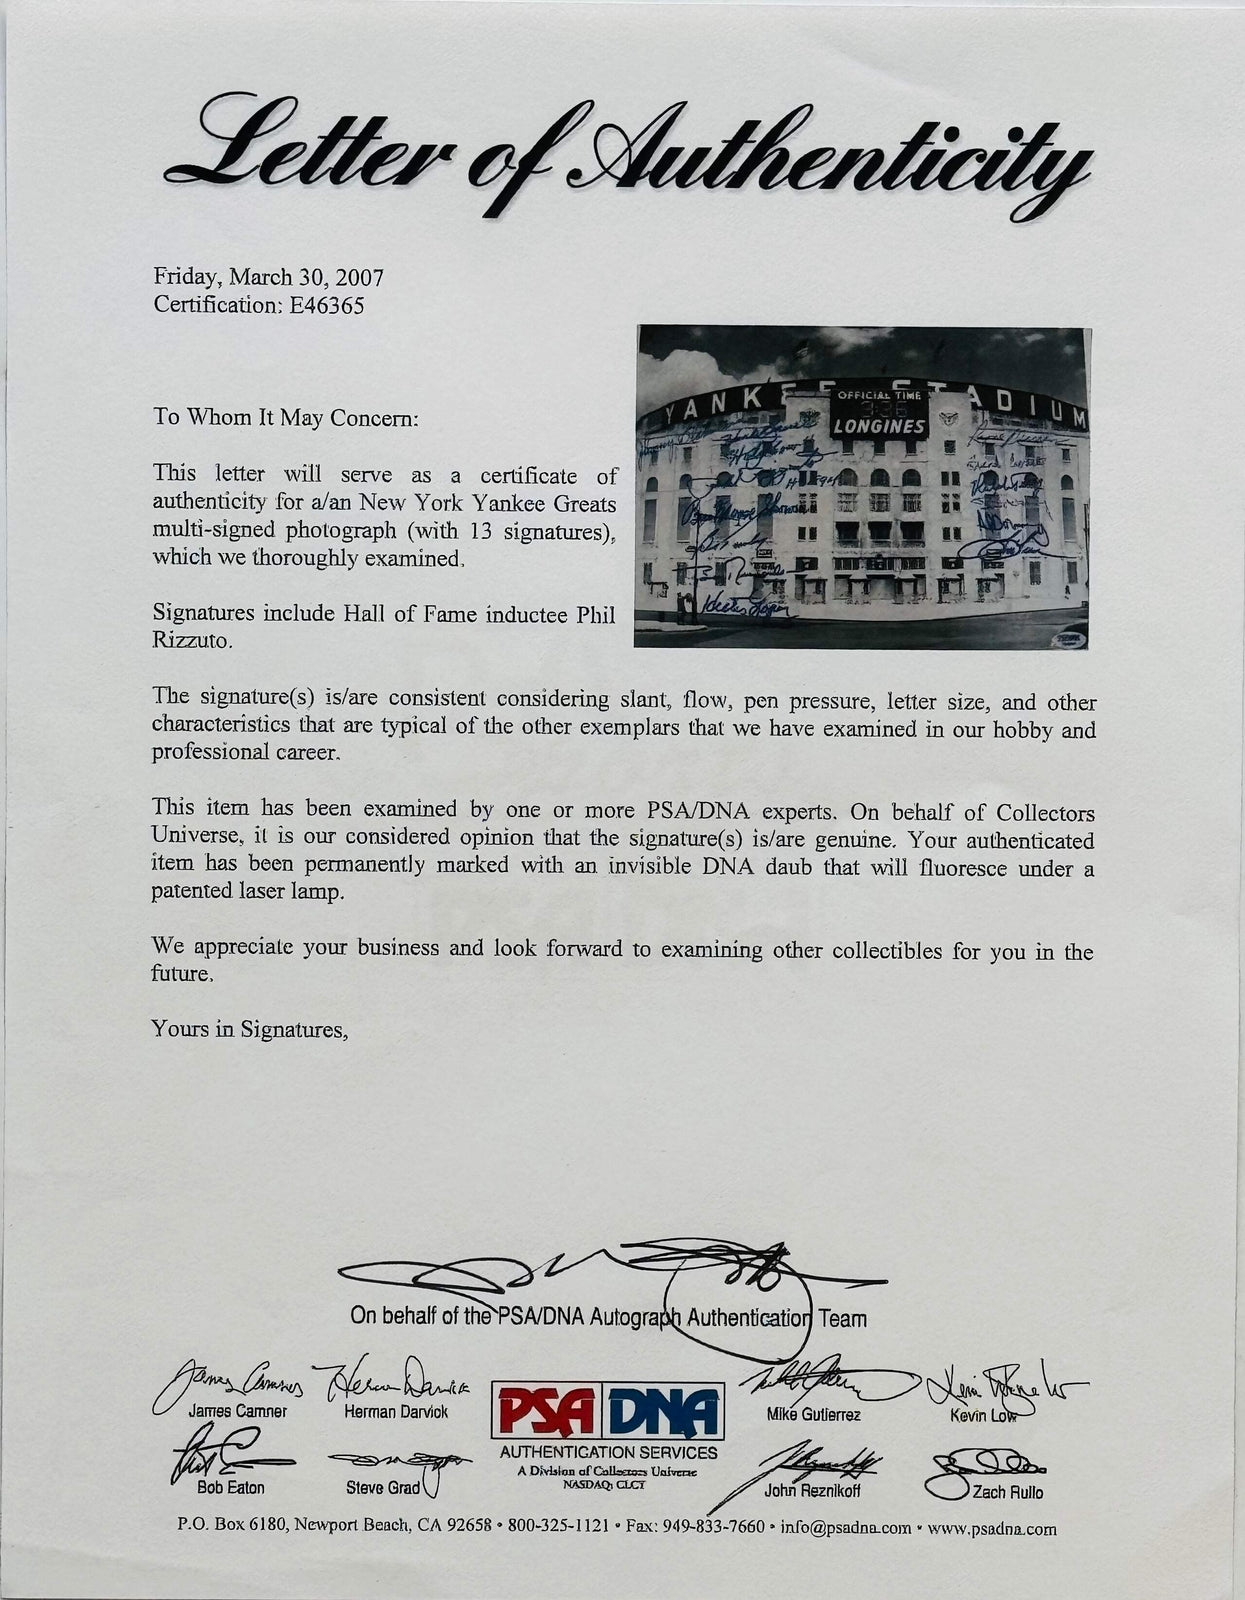 Letter of Authenticity
Friday, March 30, 2007
Certification: E46365
To Whom It May Concern:
This letter will serve as a certificate of
authenticity for a/an New York Yankee Greats
multi-signed photograph (with 13 signatures),
which we thoroughly examined.
Signatures include Hall of Fame inductee Phil
Rizzuto.
YANKEE STADIUM
OFFICIAL TIME
LONGINES
Hector Lopez
The signature(s) is/are consistent considering slant, flow, pen pressure, letter size, and other
characteristics that are typical of the other exemplars that we have examined in our hobby and
professional career.
This item has been examined by one or more PSA/DNA experts. On behalf of Collectors
Universe, it is our considered opinion that the signature(s) is/are genuine. Your authenticated
item has been permanently marked with an invisible DNA daub that will fluoresce under a
patented laser lamp.
We appreciate your business and look forward to examining other collectibles for you in the
future.
Yours in Signatures,
On behalf of the PSA/DNA Autograph Authentication Team
James Camner Herman Darvick
James Camner Herman Darvick Mike Gutierrez Kevin Low
PSA DNA
AUTHENTICATION SERVICES
A Division of Collectors Universe
NASDAQ: CLCT
Bob Eaton Steve Grad John Reznikoff Zach Rullo
P.O. Box 6180, Newport Beach, CA 92658 • 800-325-1121 • Fax: 949-833-7660 • info@psadna.com • www.psadna.com